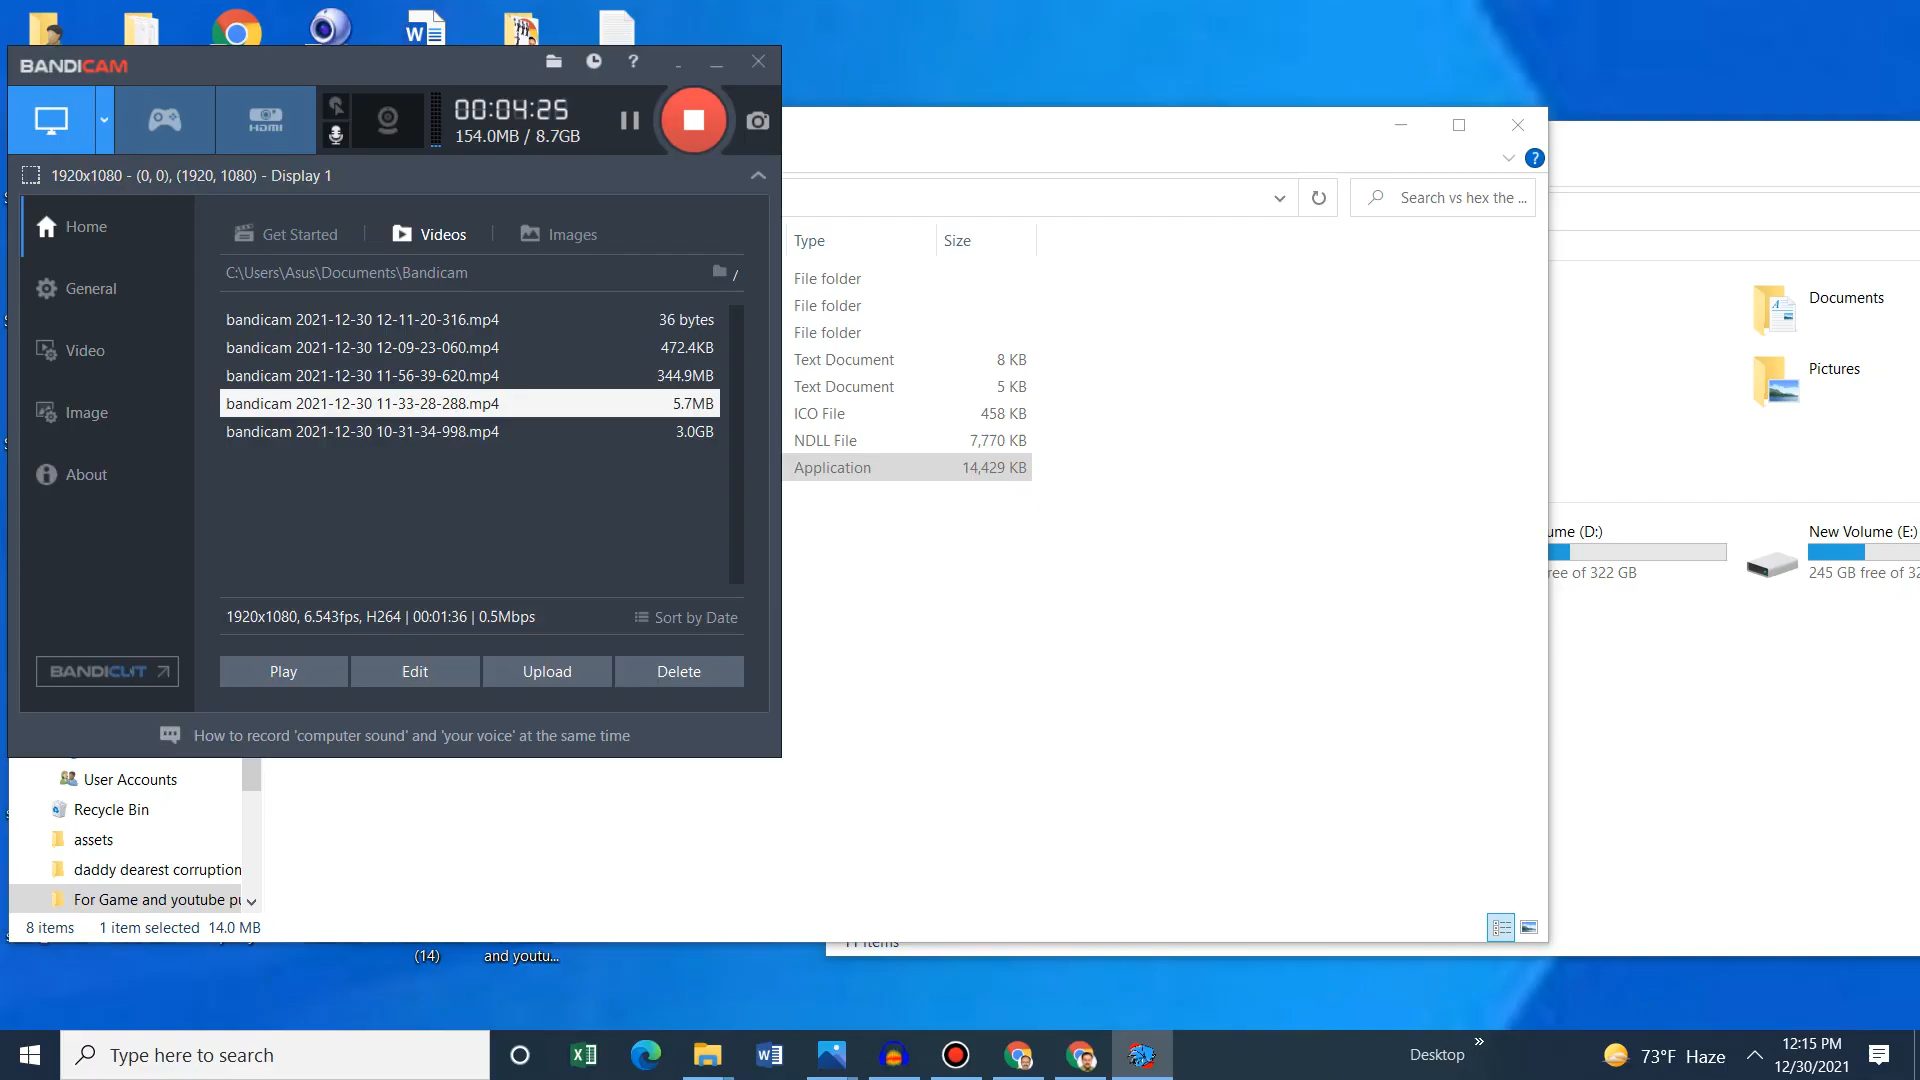 BANDICAM
?
HDMI
00:04:25
154.0MB / 8.7GB
1920x1080 - (0, 0), (1920, 1080) - Display 1
Home
General
Video
Image
About
Get Started
Videos
Images
C:\Users\Asus\Documents\Bandicam
/
bandicam 2021-12-30 12-11-20-316.mp4 36 bytes
bandicam 2021-12-30 12-09-23-060.mp4 472.4KB
bandicam 2021-12-30 11-56-39-620.mp4 344.9MB
bandicam 2021-12-30 11-33-28-288.mp4 5.7MB
bandicam 2021-12-30 10-31-34-998.mp4 3.0GB
1920x1080, 6.543fps, H264 | 00:01:36 | 0.5Mbps
Sort by Date
BANDICUT
Play Edit Upload Delete
How to record 'computer sound' and 'your voice' at the same time
?
Search vs hex the ...
Type Size
File folder
File folder
File folder
Text Document 8 KB
Text Document 5 KB
ICO File 458 KB
NDLL File 7,770 KB
Application 14,429 KB
Documents
Pictures
ume (D:)
ree of 322 GB
New Volume (E:)
245 GB free of 32
User Accounts
Recycle Bin
assets
daddy dearest corruption
For Game and youtube pu
8 items 1 item selected 14.0 MB
11 items
(14)
and youtu...
Type here to search
Desktop
»
73°F Haze
12:15 PM
12/30/2021